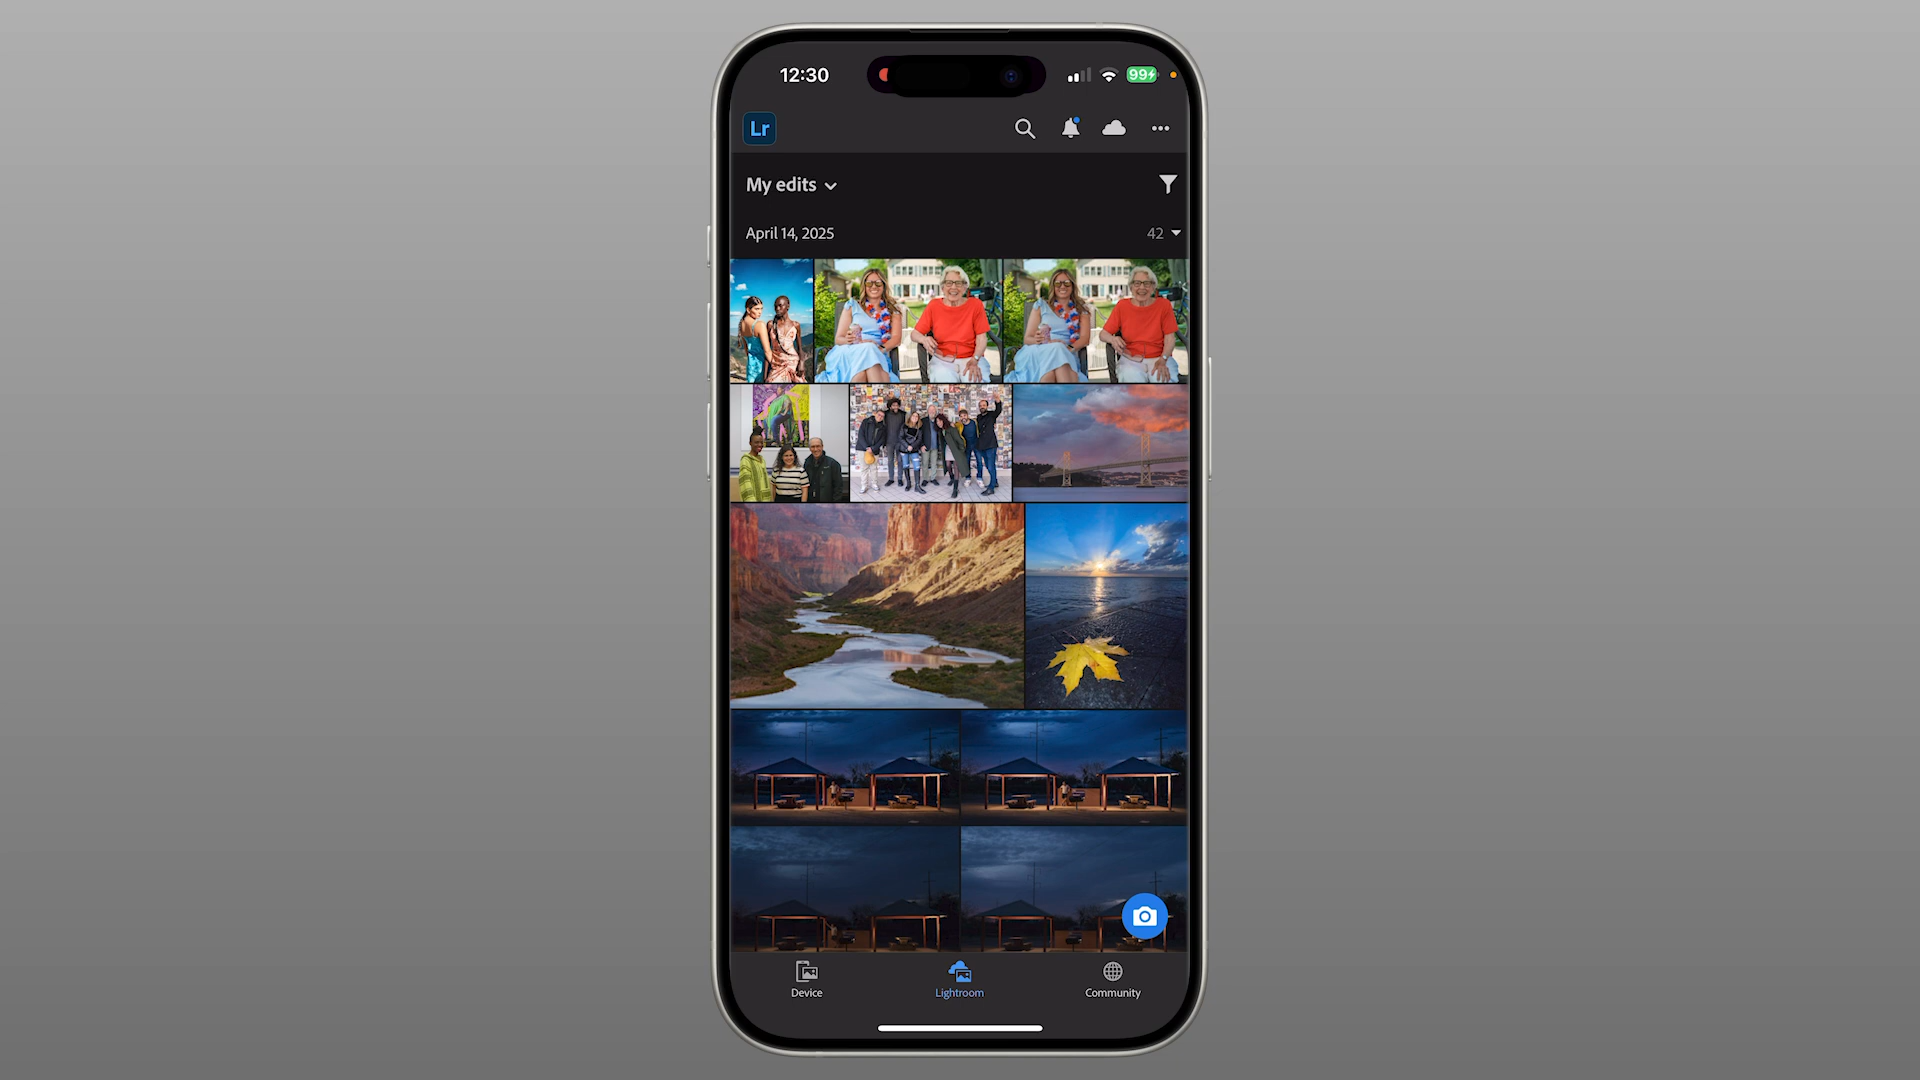 12:30
99
Lr
My edits
April 14, 2025
42
Device
Lightroom
Community